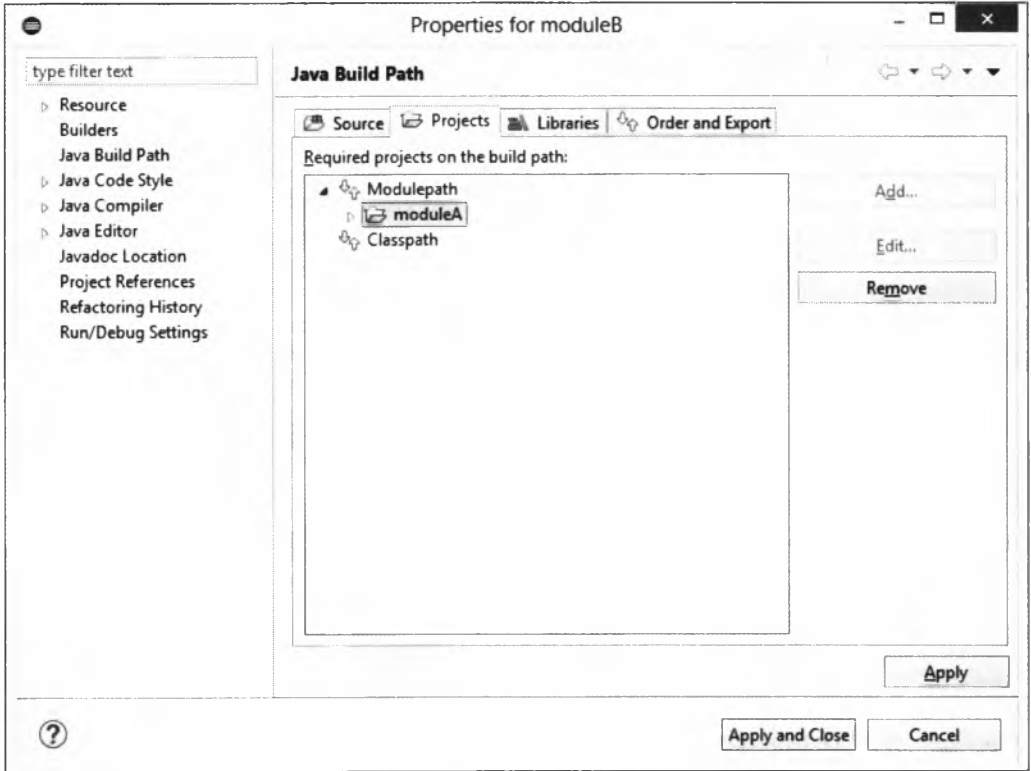 Properties for moduleB
type filter text
Resource
Builders
Java Build Path
Java Code Style
Java Compiler
Java Editor
Javadoc Location
Project References
Refactoring History
Run/Debug Settings
Java Build Path
Source Projects Libraries Order and Export
Required projects on the build path:
Modulepath
moduleA
Classpath
Add...
Edit...
Remove
Apply
?
Apply and Close Cancel